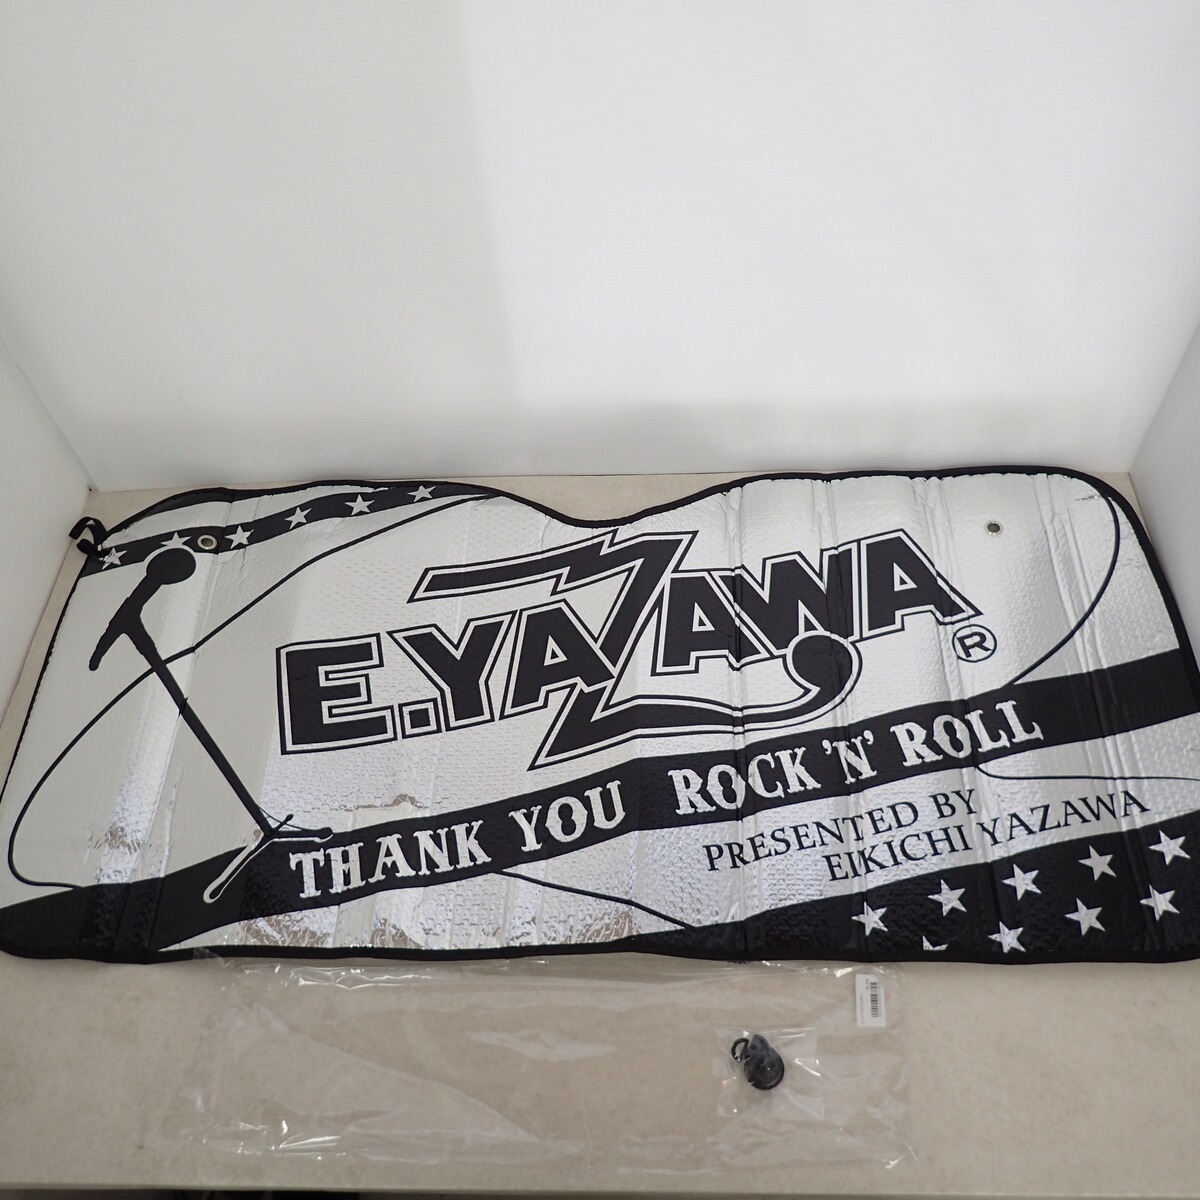 E.YAZAWA
®
THANK YOU ROCK 'N' ROLL
PRESENTED BY
EIKICHI YAZAWA